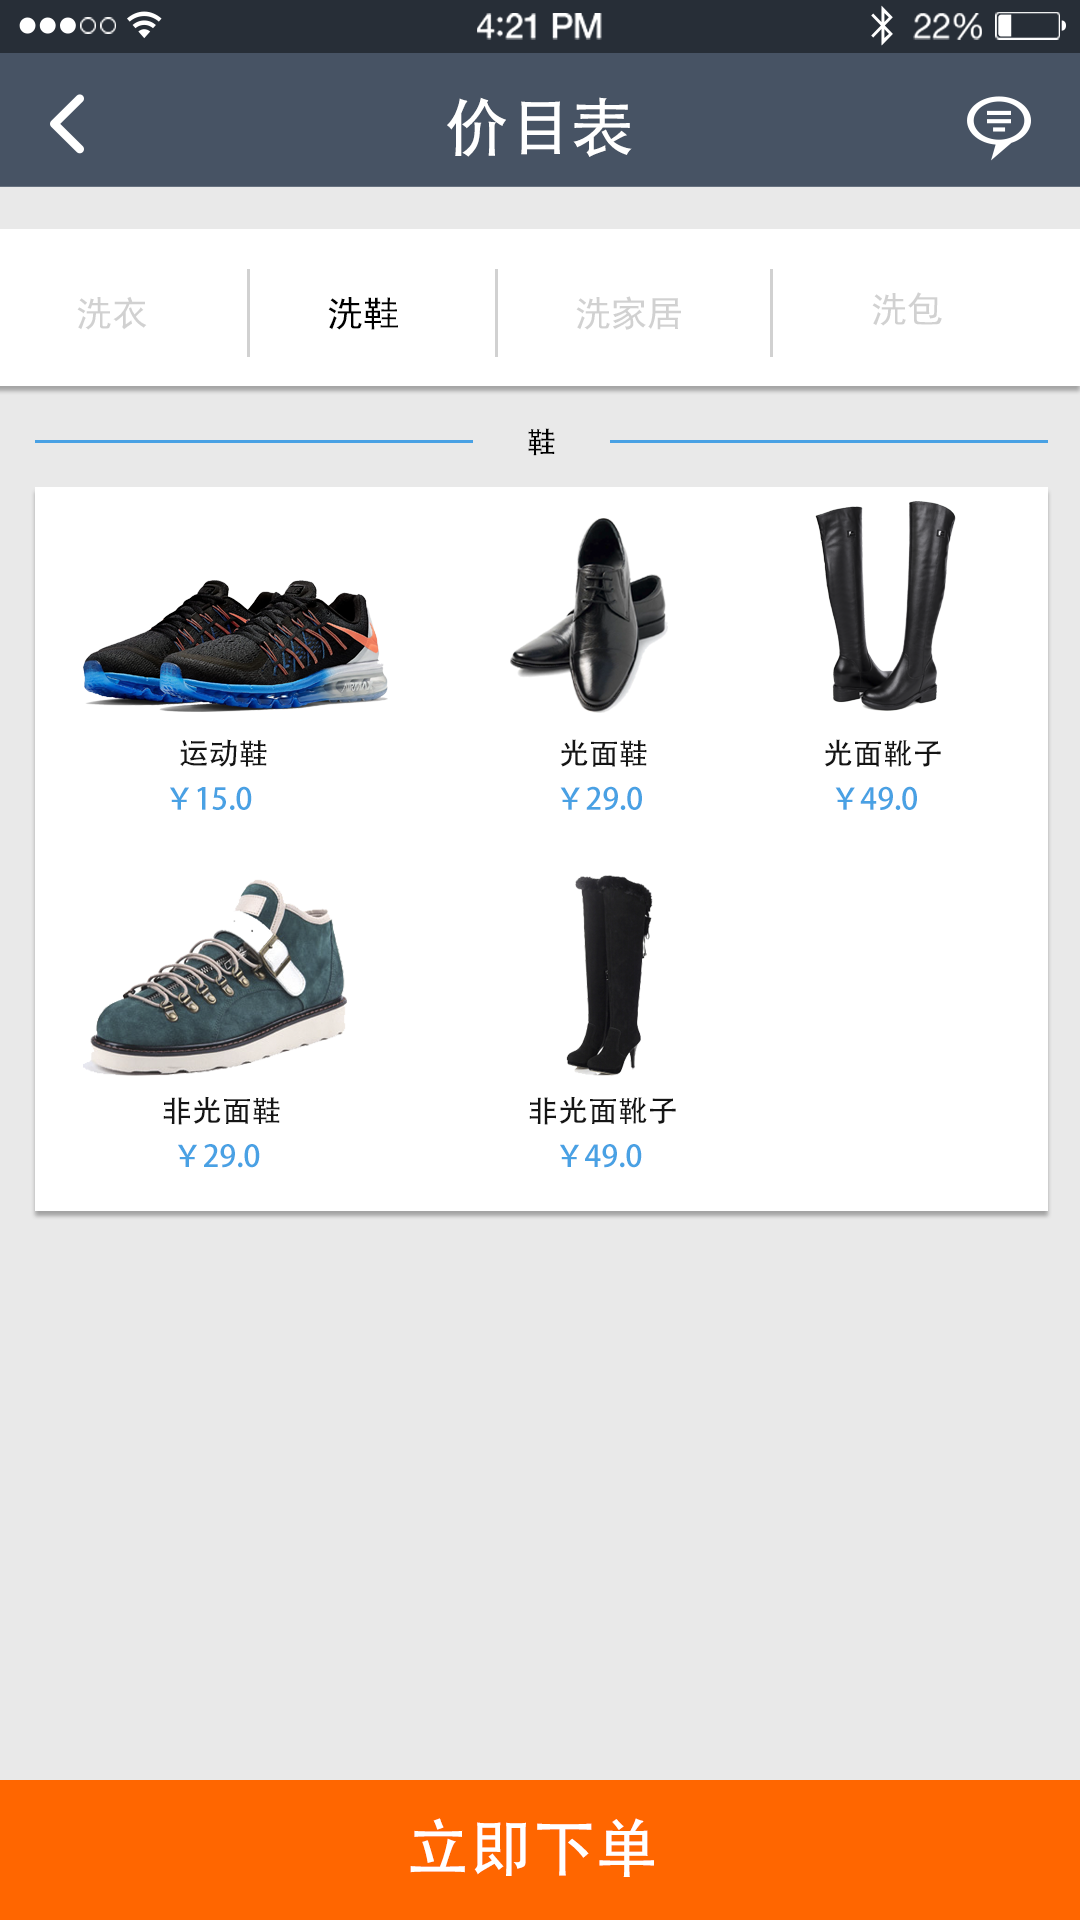 4:21 PM 22%
价目表
洗衣 洗鞋 洗家居 洗包
鞋
运动鞋 光面鞋 光面靴子
￥15.0 ￥29.0 ￥49.0
非光面鞋 非光面靴子
￥29.0 ￥49.0
立即下单